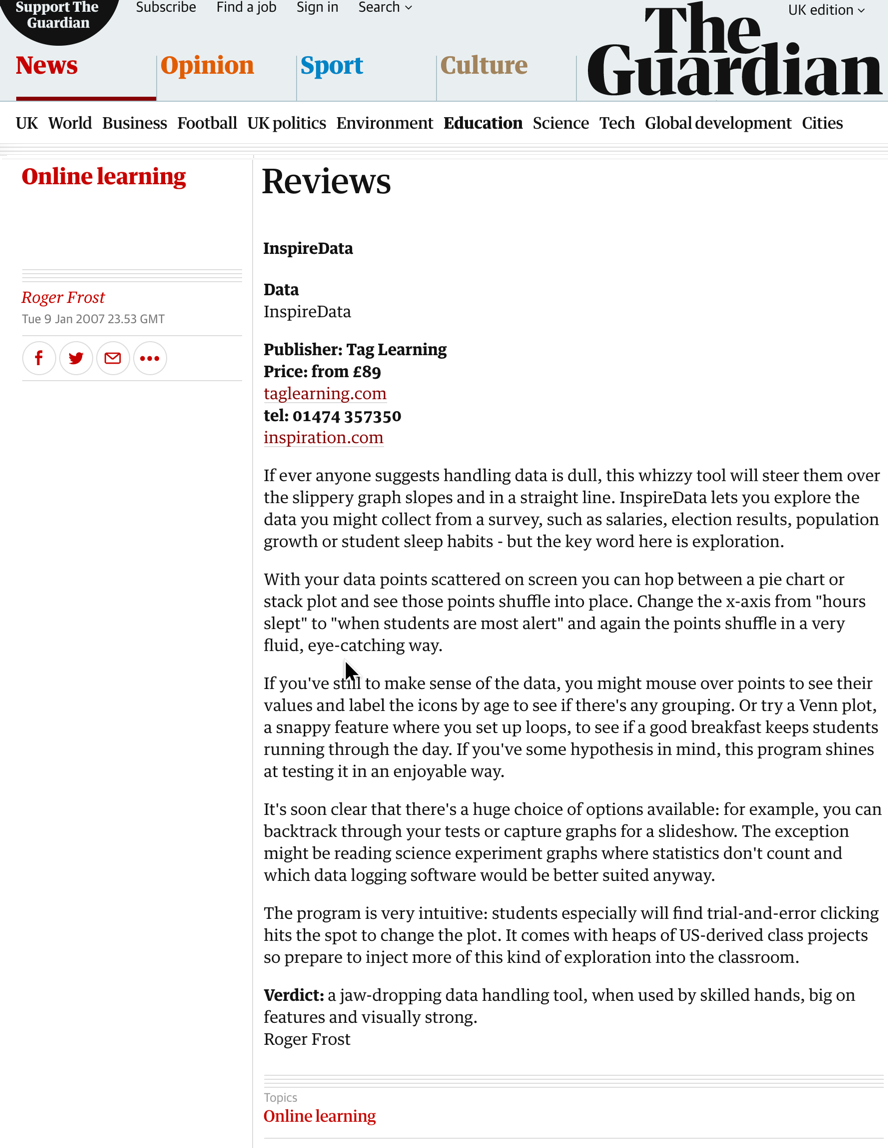 Support The
Guardian
Subscribe Find a job Sign in Search
UK edition
News Opinion Sport Culture
The
Guardian
UK World Business Football UK politics Environment Education Science Tech Global development Cities
Online learning
Reviews
Roger Frost
Tue 9 Jan 2007 23.53 GMT
InspireData
Data
InspireData
Publisher: Tag Learning
Price: from £89
taglearning.com
tel: 01474 357350
inspiration.com
If ever anyone suggests handling data is dull, this whizzy tool will steer them over
the slippery graph slopes and in a straight line. InspireData lets you explore the
data you might collect from a survey, such as salaries, election results, population
growth or student sleep habits - but the key word here is exploration.
With your data points scattered on screen you can hop between a pie chart or
stack plot and see those points shuffle into place. Change the x-axis from "hours
slept" to "when students are most alert" and again the points shuffle in a very
fluid, eye-catching way.
If you've still to make sense of the data, you might mouse over points to see their
values and label the icons by age to see if there's any grouping. Or try a Venn plot,
a snappy feature where you set up loops, to see if a good breakfast keeps students
running through the day. If you've some hypothesis in mind, this program shines
at testing it in an enjoyable way.
It's soon clear that there's a huge choice of options available: for example, you can
backtrack through your tests or capture graphs for a slideshow. The exception
might be reading science experiment graphs where statistics don't count and
which data logging software would be better suited anyway.
The program is very intuitive: students especially will find trial-and-error clicking
hits the spot to change the plot. It comes with heaps of US-derived class projects
so prepare to inject more of this kind of exploration into the classroom.
Verdict: a jaw-dropping data handling tool, when used by skilled hands, big on
features and visually strong.
Roger Frost
Topics
Online learning